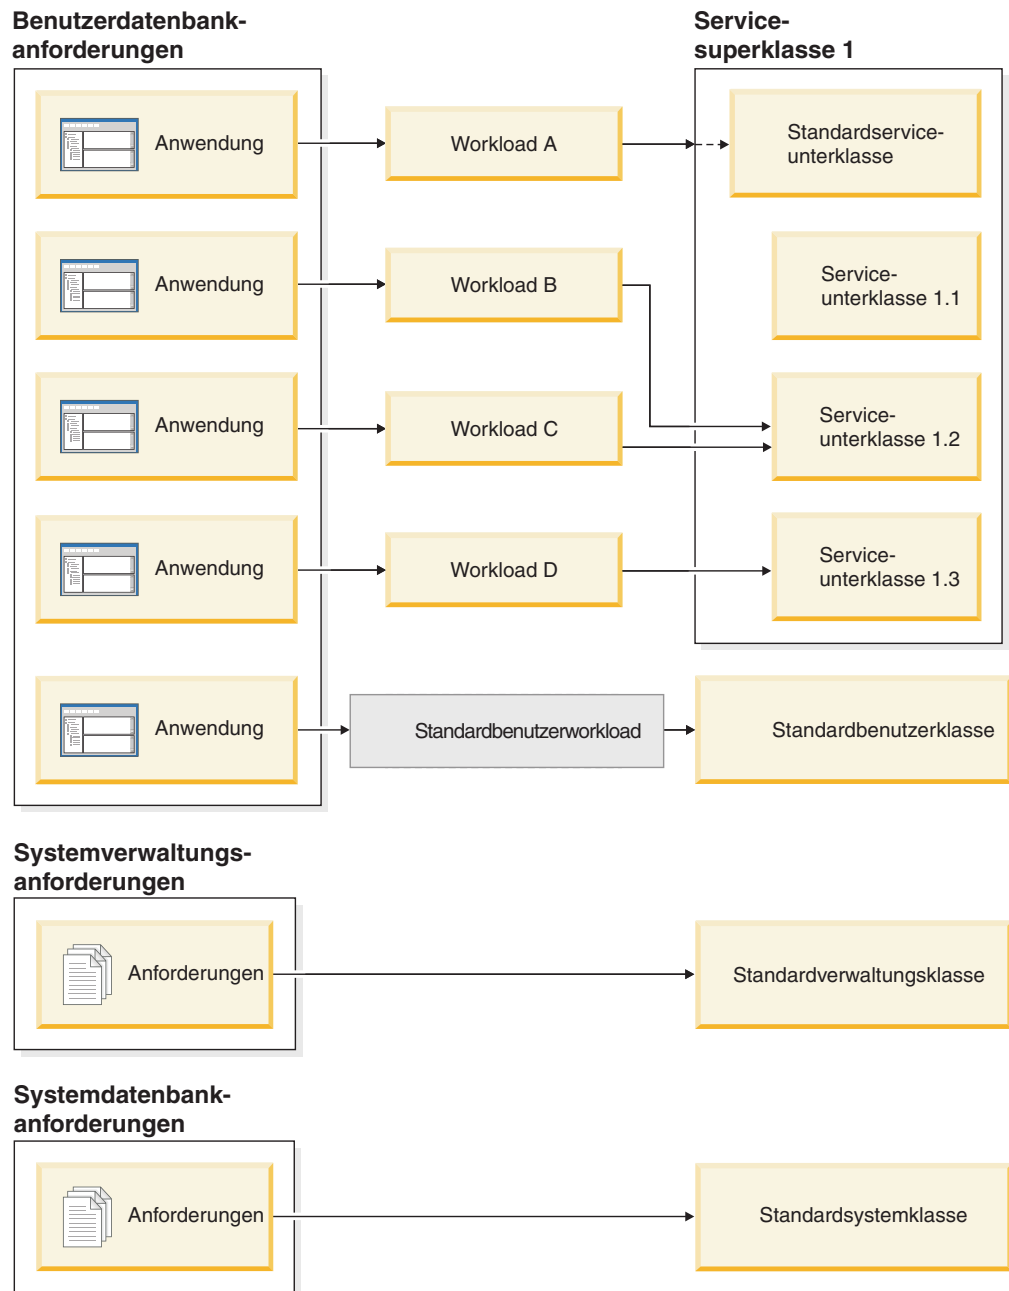 Benutzerdatenbank-
anforderungen
Service-
superklasse 1
Anwendung
Workload A
Standardservice-
unterklasse
Anwendung
Workload B
Service-
unterklasse 1.1
Anwendung
Workload C
Service-
unterklasse 1.2
Anwendung
Workload D
Service-
unterklasse 1.3
Anwendung
Standardbenutzerworkload
Standardbenutzerklasse
Systemverwaltungs-
anforderungen
Anforderungen
Standardverwaltungsklasse
Systemdatenbank-
anforderungen
Anforderungen
Standardsystemklasse